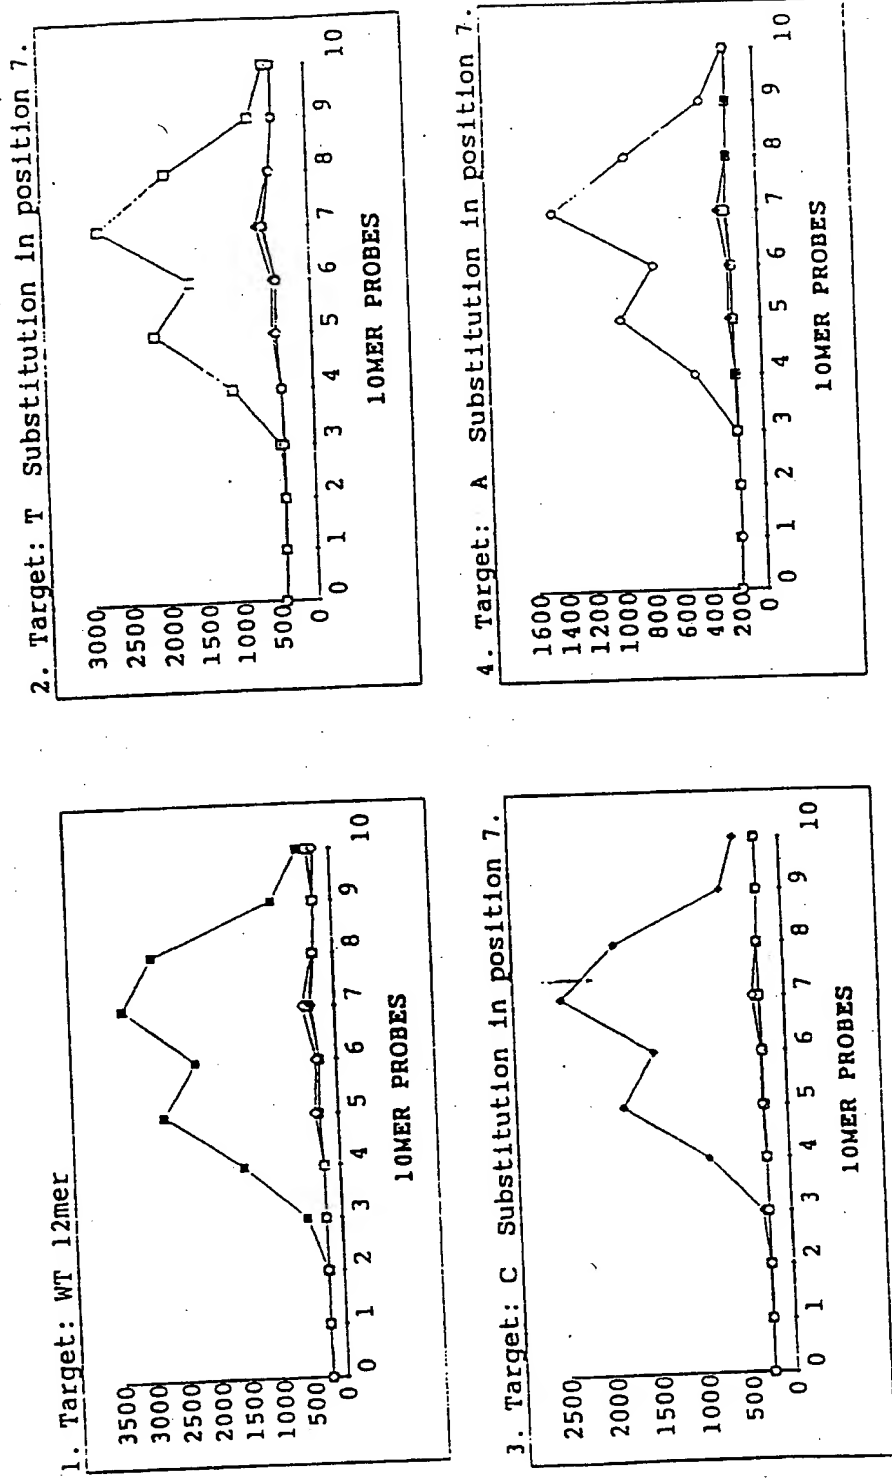 1. Target: WT 12mer
3500
3000
2500
2000
1500
1000
500
0
0 1 2 3 4 5 6 7 8 9 10
10MER PROBES
2. Target: T Substitution in position 7.
3000
2500
2000
1500
1000
500
0
0 1 2 3 4 5 6 7 8 9 10
10MER PROBES
3. Target: C Substitution in position 7.
2500
2000
1500
1000
500
0
0 1 2 3 4 5 6 7 8 9 10
10MER PROBES
4. Target: A Substitution in position 7.
1600
1400
1200
1000
800
600
400
200
0
0 1 2 3 4 5 6 7 8 9 10
10MER PROBES